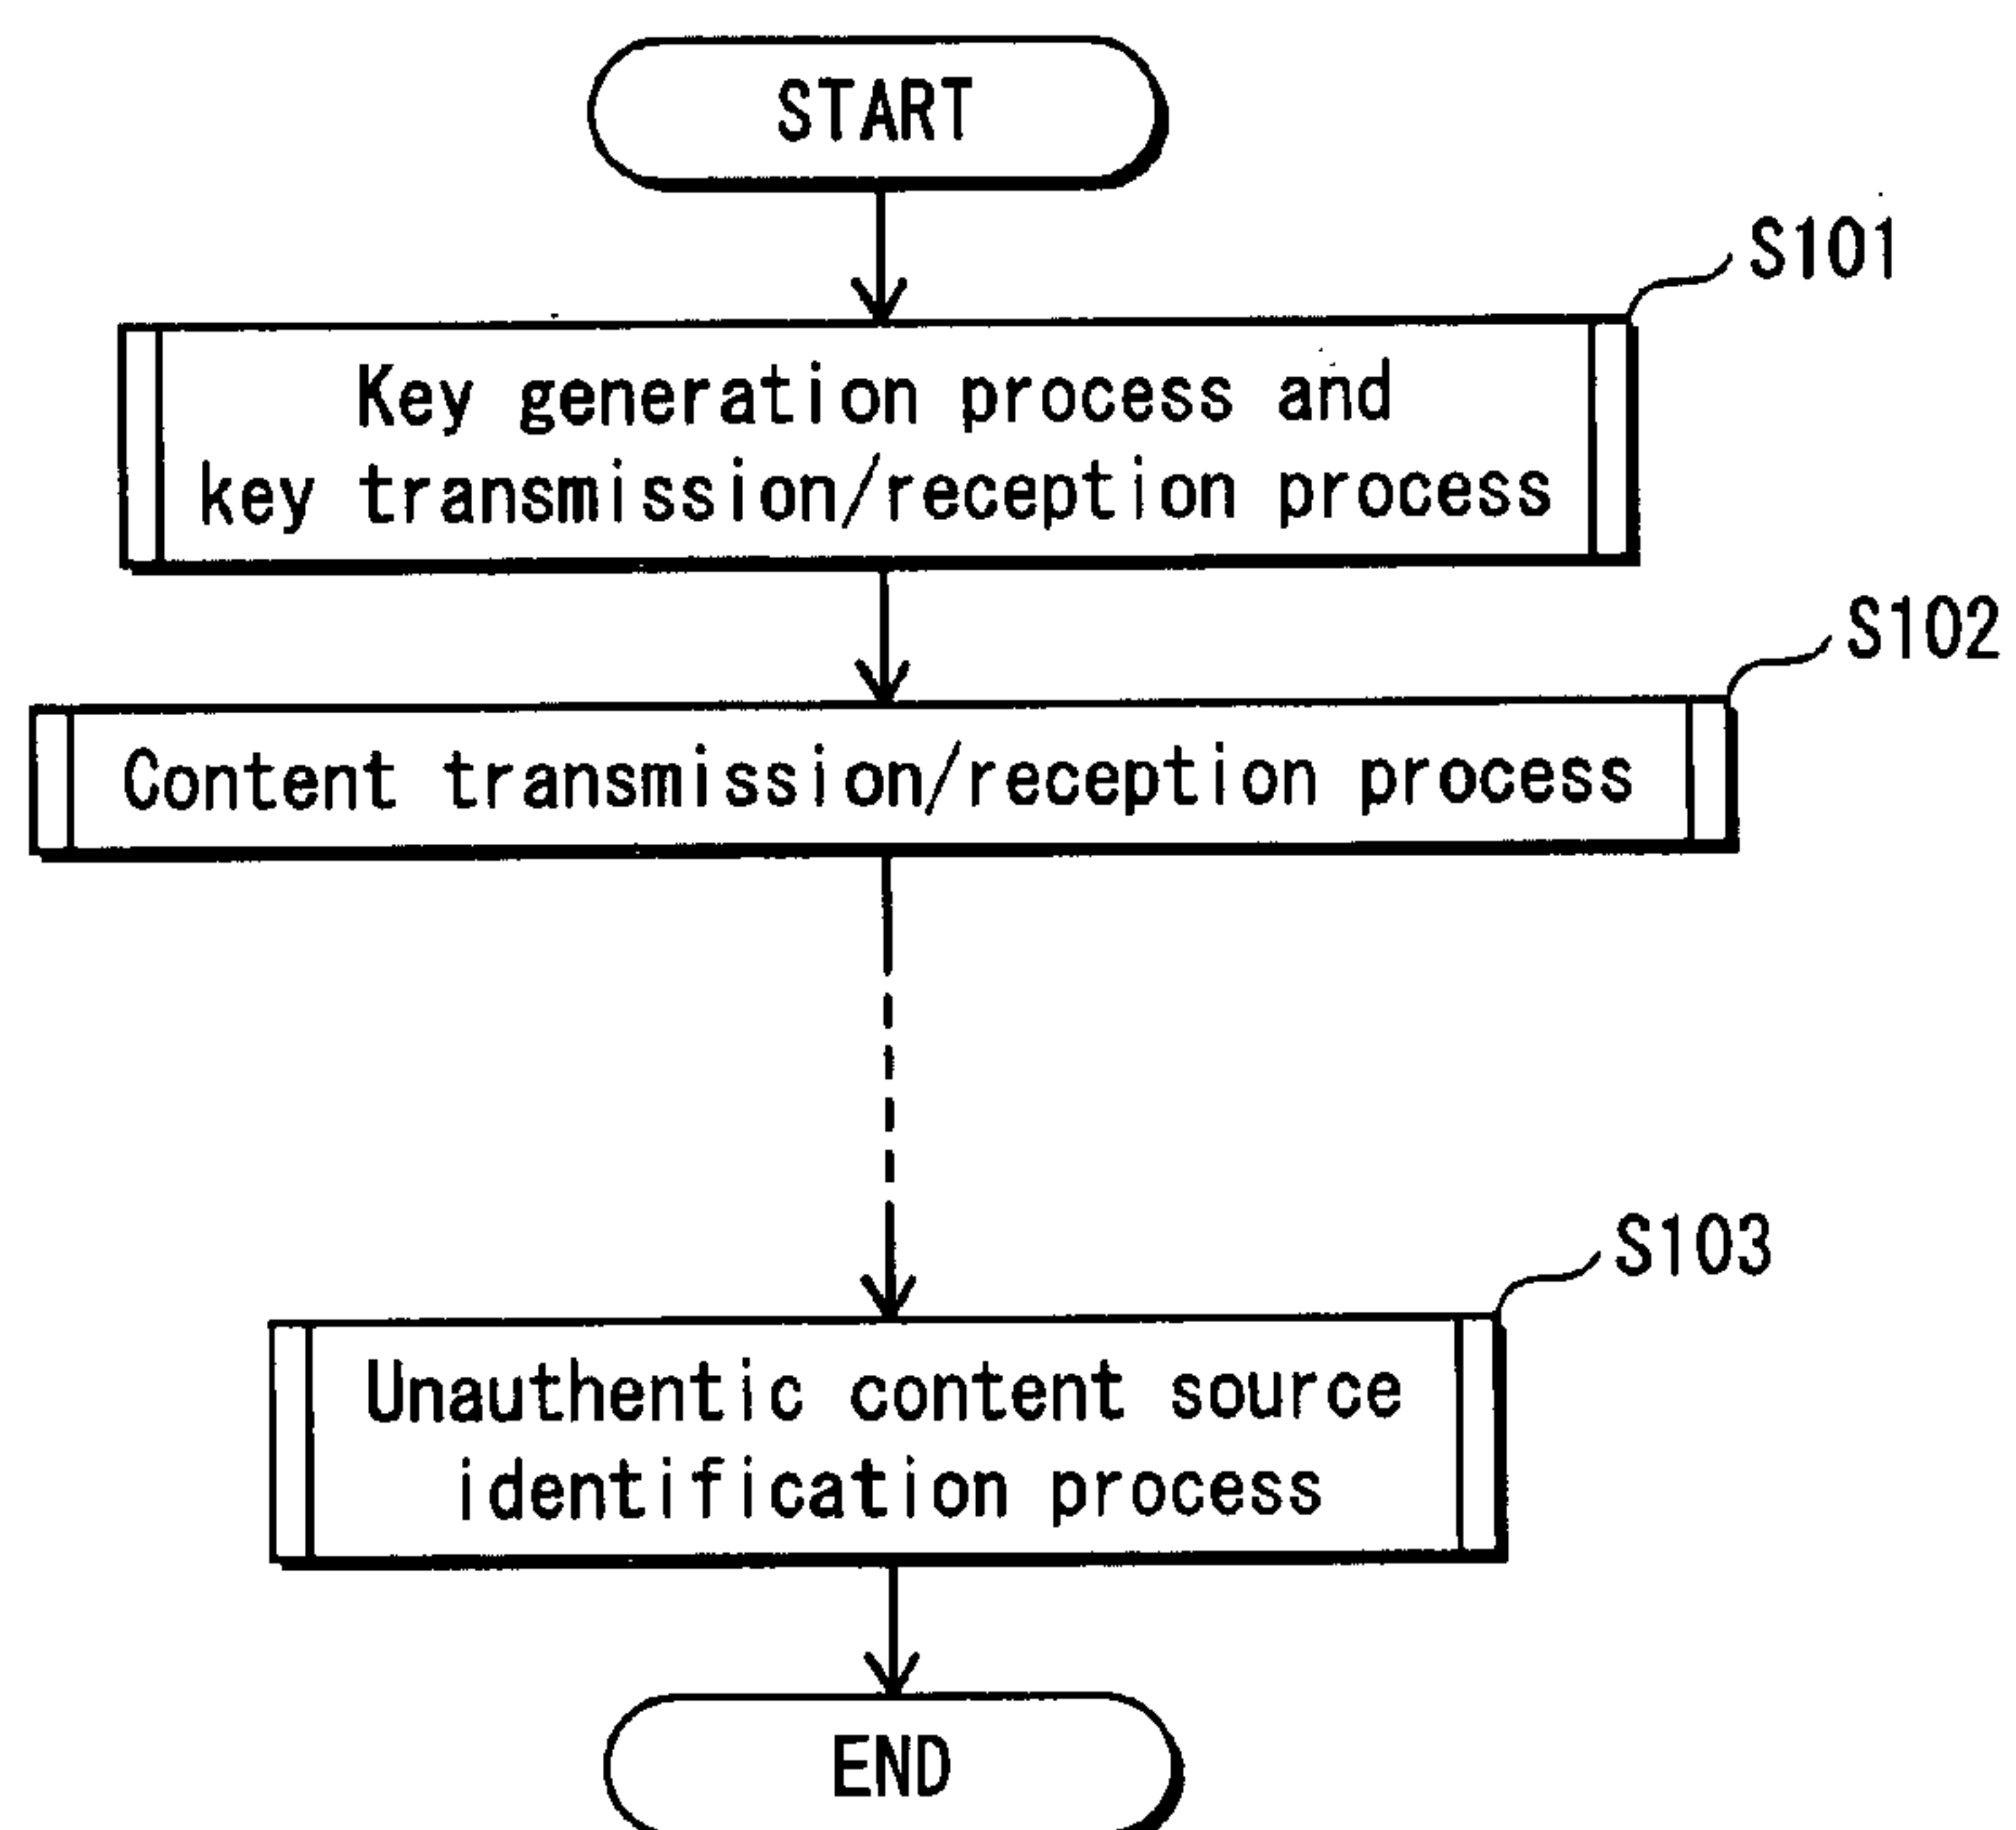 START
S101
Key generation process and
key transmission/reception process
S102
Content transmission/reception process
S103
Unauthentic content source
identification process
END